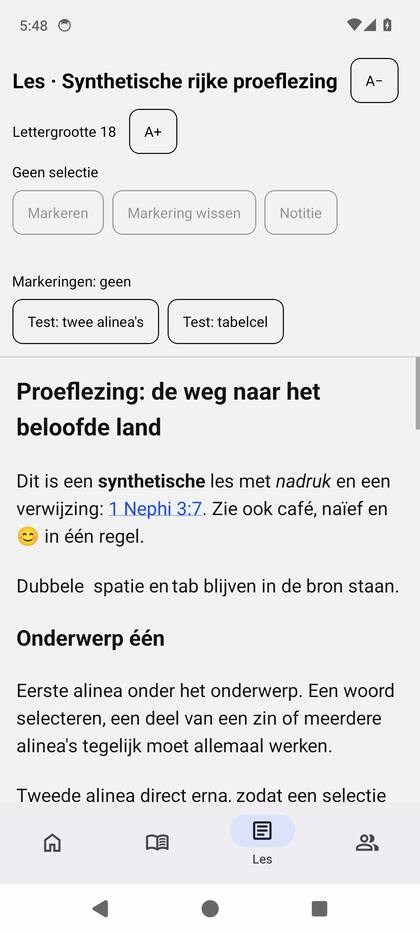 5:48
Les · Synthetische rijke proeflezing
A−
Lettergrootte 18
A+
Geen selectie
Markeren
Markering wissen
Notitie
Markeringen: geen
Test: twee alinea's
Test: tabelcel
Proeflezing: de weg naar het
beloofde land
Dit is een synthetische les met nadruk en een
verwijzing: 1 Nephi 3:7. Zie ook café, naïef en
😊 in één regel.
Dubbele  spatie en tab blijven in de bron staan.
Onderwerp één
Eerste alinea onder het onderwerp. Een woord
selecteren, een deel van een zin of meerdere
alinea's tegelijk moet allemaal werken.
Tweede alinea direct erna, zodat een selectie
Les